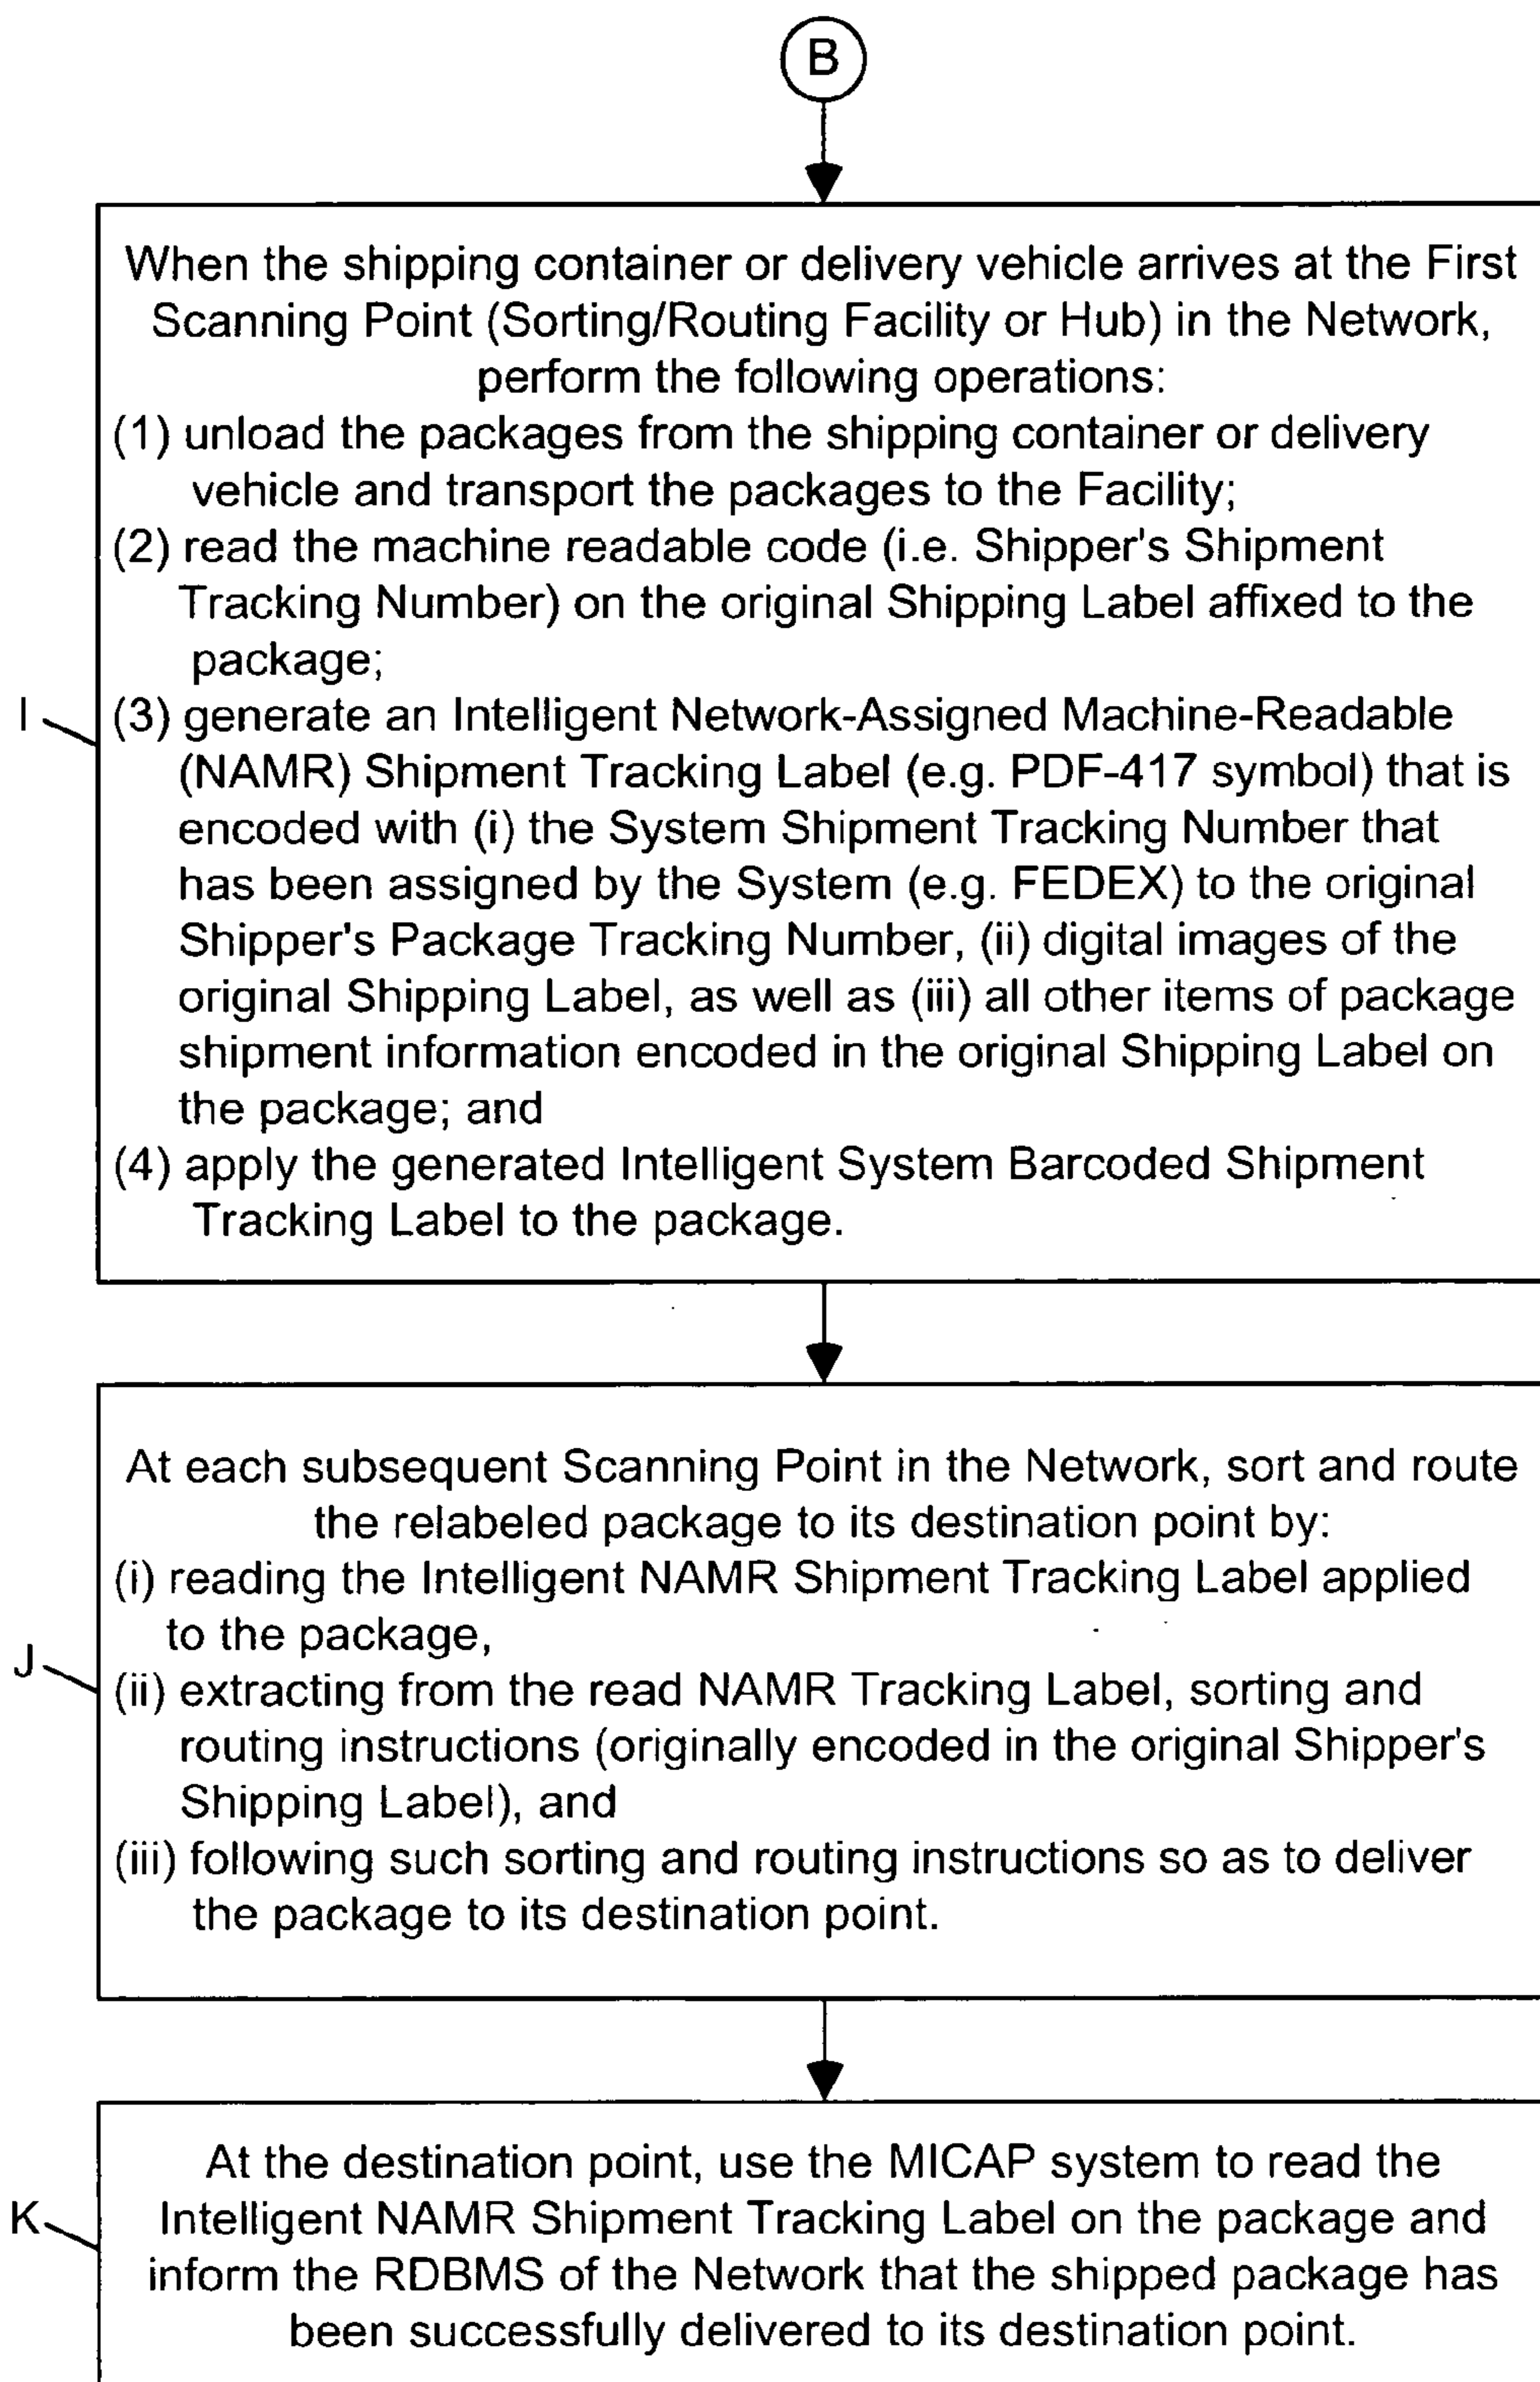 B
When the shipping container or delivery vehicle arrives at the First
Scanning Point (Sorting/Routing Facility or Hub) in the Network,
perform the following operations:
(1) unload the packages from the shipping container or delivery
vehicle and transport the packages to the Facility;
(2) read the machine readable code (i.e. Shipper's Shipment
Tracking Number) on the original Shipping Label affixed to the
package;
I
(3) generate an Intelligent Network-Assigned Machine-Readable
(NAMR) Shipment Tracking Label (e.g. PDF-417 symbol) that is
encoded with (i) the System Shipment Tracking Number that
has been assigned by the System (e.g. FEDEX) to the original
Shipper's Package Tracking Number, (ii) digital images of the
original Shipping Label, as well as (iii) all other items of package
shipment information encoded in the original Shipping Label on
the package; and
(4) apply the generated Intelligent System Barcoded Shipment
Tracking Label to the package.
At each subsequent Scanning Point in the Network, sort and route
the relabeled package to its destination point by:
(i) reading the Intelligent NAMR Shipment Tracking Label applied
to the package,
J
(ii) extracting from the read NAMR Tracking Label, sorting and
routing instructions (originally encoded in the original Shipper's
Shipping Label), and
(iii) following such sorting and routing instructions so as to deliver
the package to its destination point.
At the destination point, use the MICAP system to read the
K
Intelligent NAMR Shipment Tracking Label on the package and
inform the RDBMS of the Network that the shipped package has
been successfully delivered to its destination point.